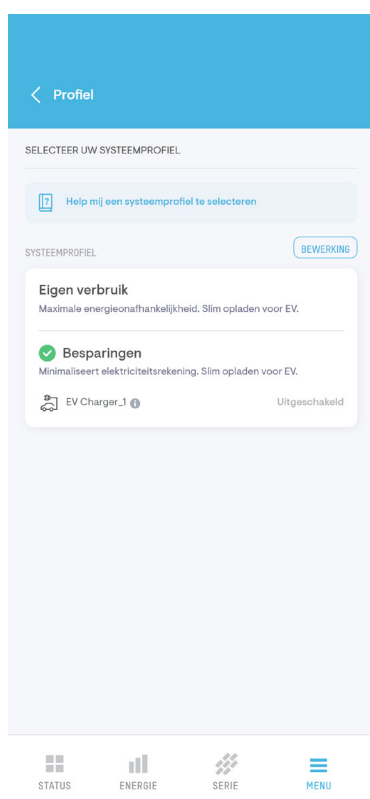 Profiel
SELECTEER UW SYSTEEMPROFIEL
Help mij een systeemprofiel te selecteren
SYSTEEMPROFIEL
BEWERKING
Eigen verbruik
Maximale energieonafhankelijkheid. Slim opladen voor EV.
Besparingen
Minimaliseert elektriciteitsrekening. Slim opladen voor EV.
EV Charger_1 Uitgeschakeld
STATUS ENERGIE SERIE MENU